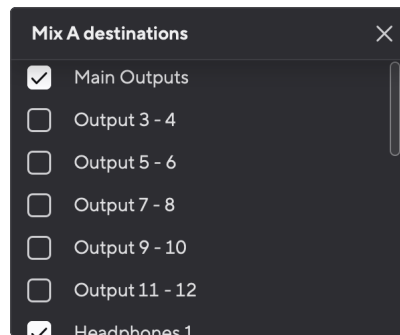 Mix A destinations
Main Outputs
Output 3 - 4
Output 5 - 6
Output 7 - 8
Output 9 - 10
Output 11 - 12
Headphones 1